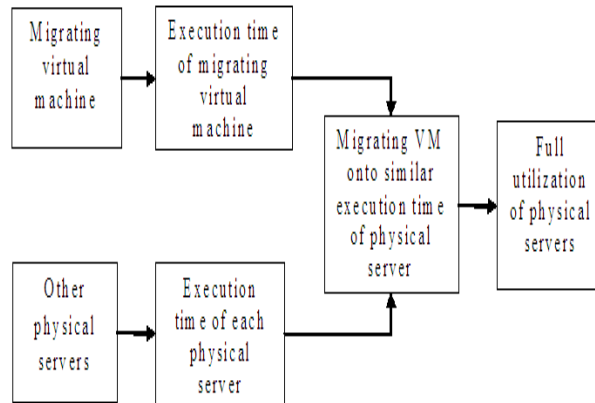 Migrating
virtual
machine
Execution time
of migrating
virtual
machine
Migrating VM
onto similar
execution time
of physical
server
Full
utilization
of physical
servers
Other
physical
servers
Execution
time of each
physical
server